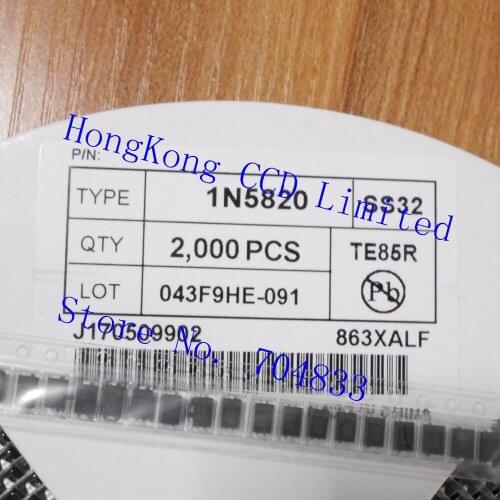 HongKong CCD Limited
P/N:
TYPE 1N5820 SS32
QTY 2,000 PCS TE85R
LOT 043F9HE-091 Pb
Store No. 704833
J170509902 863XALF
CHINA